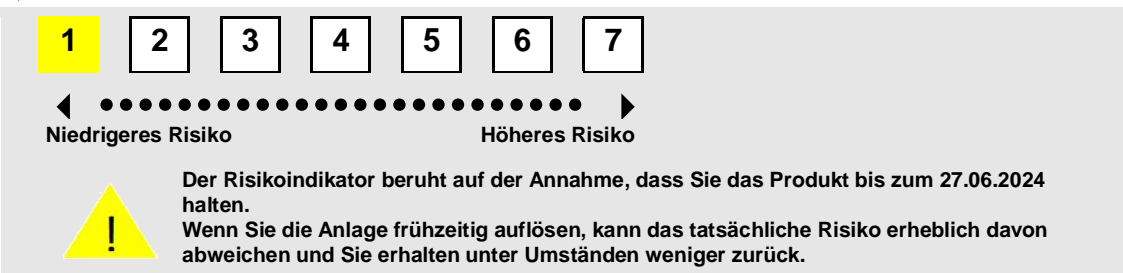 1 2 3 4 5 6 7
Niedrigeres Risiko Höheres Risiko
Der Risikoindikator beruht auf der Annahme, dass Sie das Produkt bis zum 27.06.2024
halten.
Wenn Sie die Anlage frühzeitig auflösen, kann das tatsächliche Risiko erheblich davon
abweichen und Sie erhalten unter Umständen weniger zurück.
!